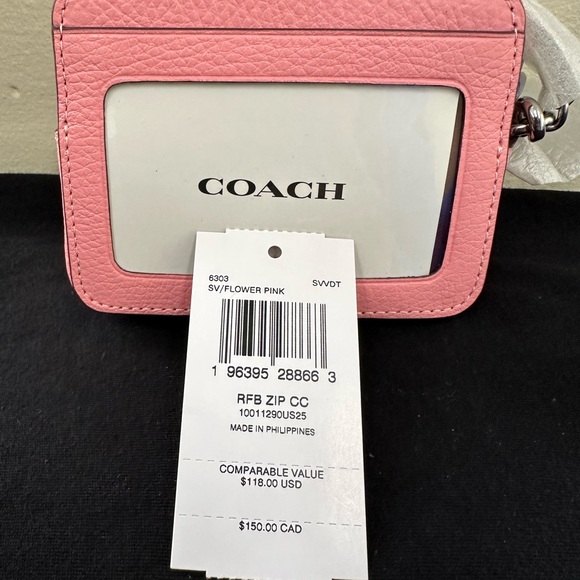 COACH
6303 SVVDT
SV/FLOWER PINK
1 96395 28866 3
RFB ZIP CC
10011290US25
MADE IN PHILIPPINES
COMPARABLE VALUE
$118.00 USD
$150.00 CAD